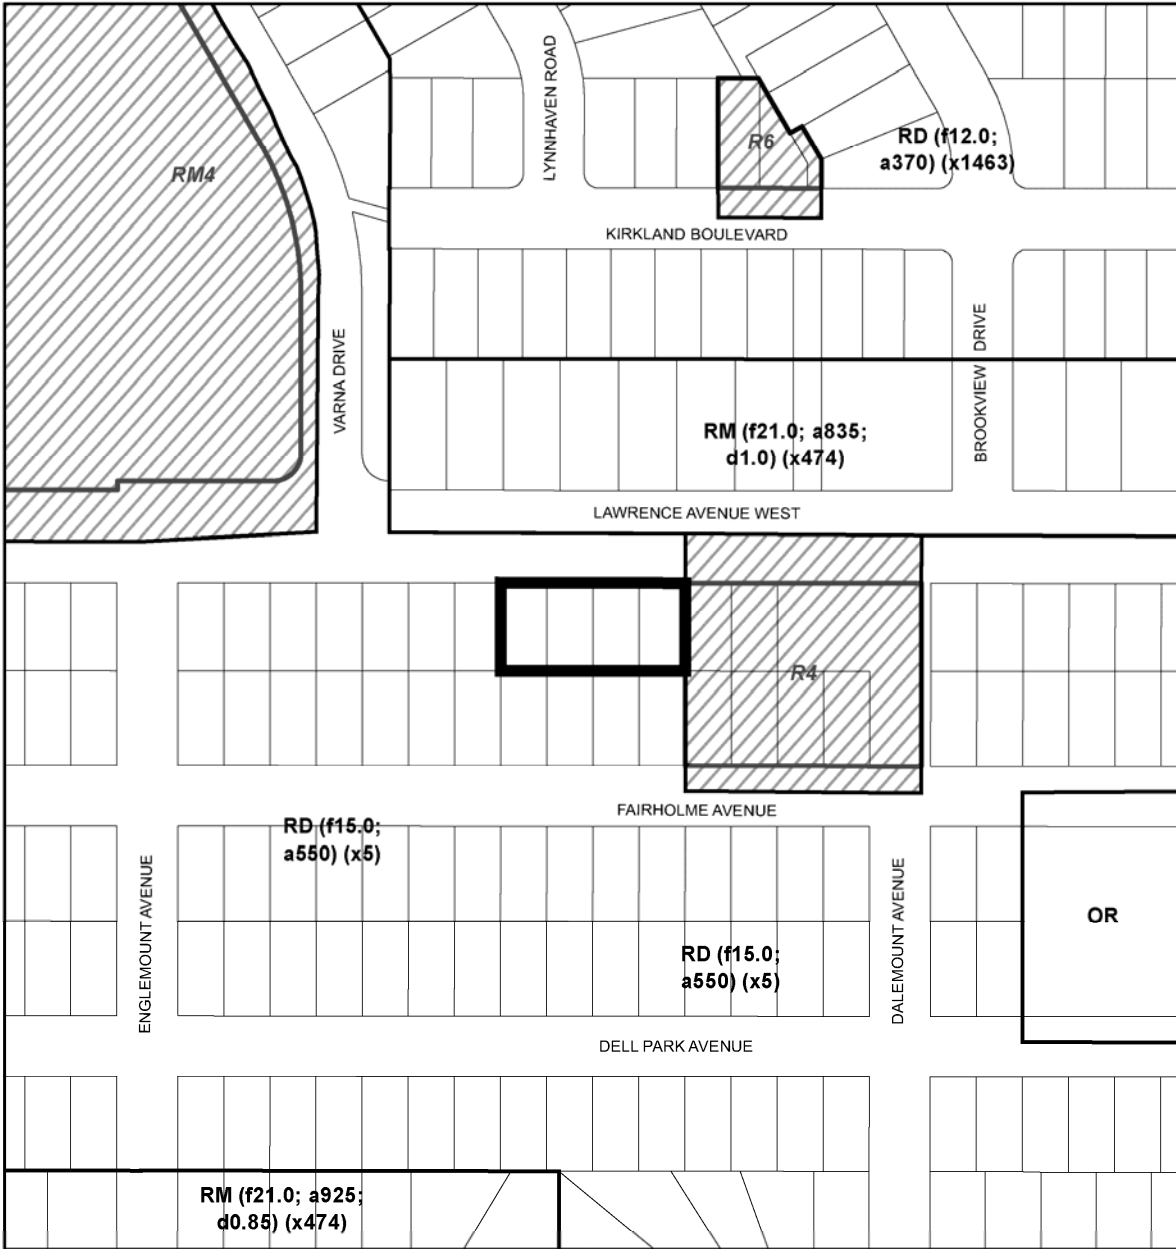 LYNNHAVEN ROAD
R6
RD (f12.0;
a370) (x1463)
RM4
KIRKLAND BOULEVARD
VARNA DRIVE
BROOKVIEW DRIVE
RM (f21.0; a835;
d1.0) (x474)
LAWRENCE AVENUE WEST
R4
FAIRHOLME AVENUE
RD (f15.0;
a550) (x5)
ENGLEMOUNT AVENUE
DALEMOUNT AVENUE
OR
RD (f15.0;
a550) (x5)
DELL PARK AVENUE
RM (f21.0; a925;
d0.85) (x474)